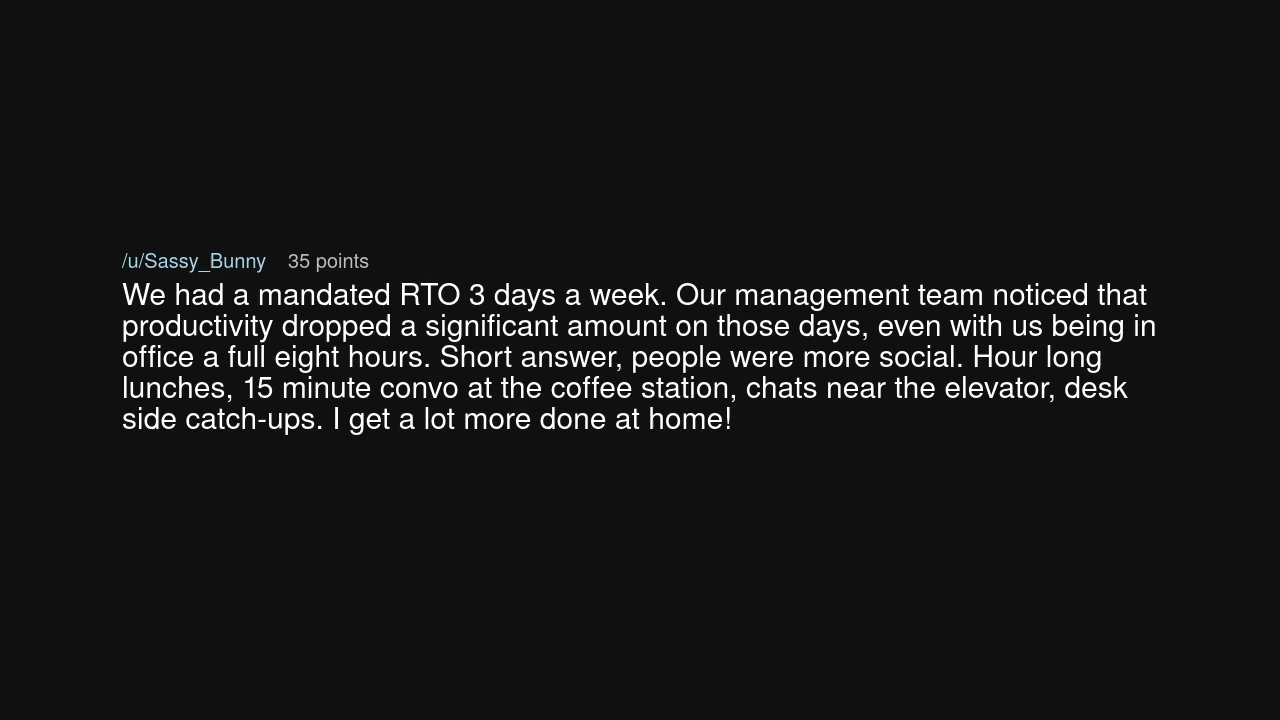 /u/Sassy_Bunny 35 points
We had a mandated RTO 3 days a week. Our management team noticed that
productivity dropped a significant amount on those days, even with us being in
office a full eight hours. Short answer, people were more social. Hour long
lunches, 15 minute convo at the coffee station, chats near the elevator, desk
side catch-ups. I get a lot more done at home!